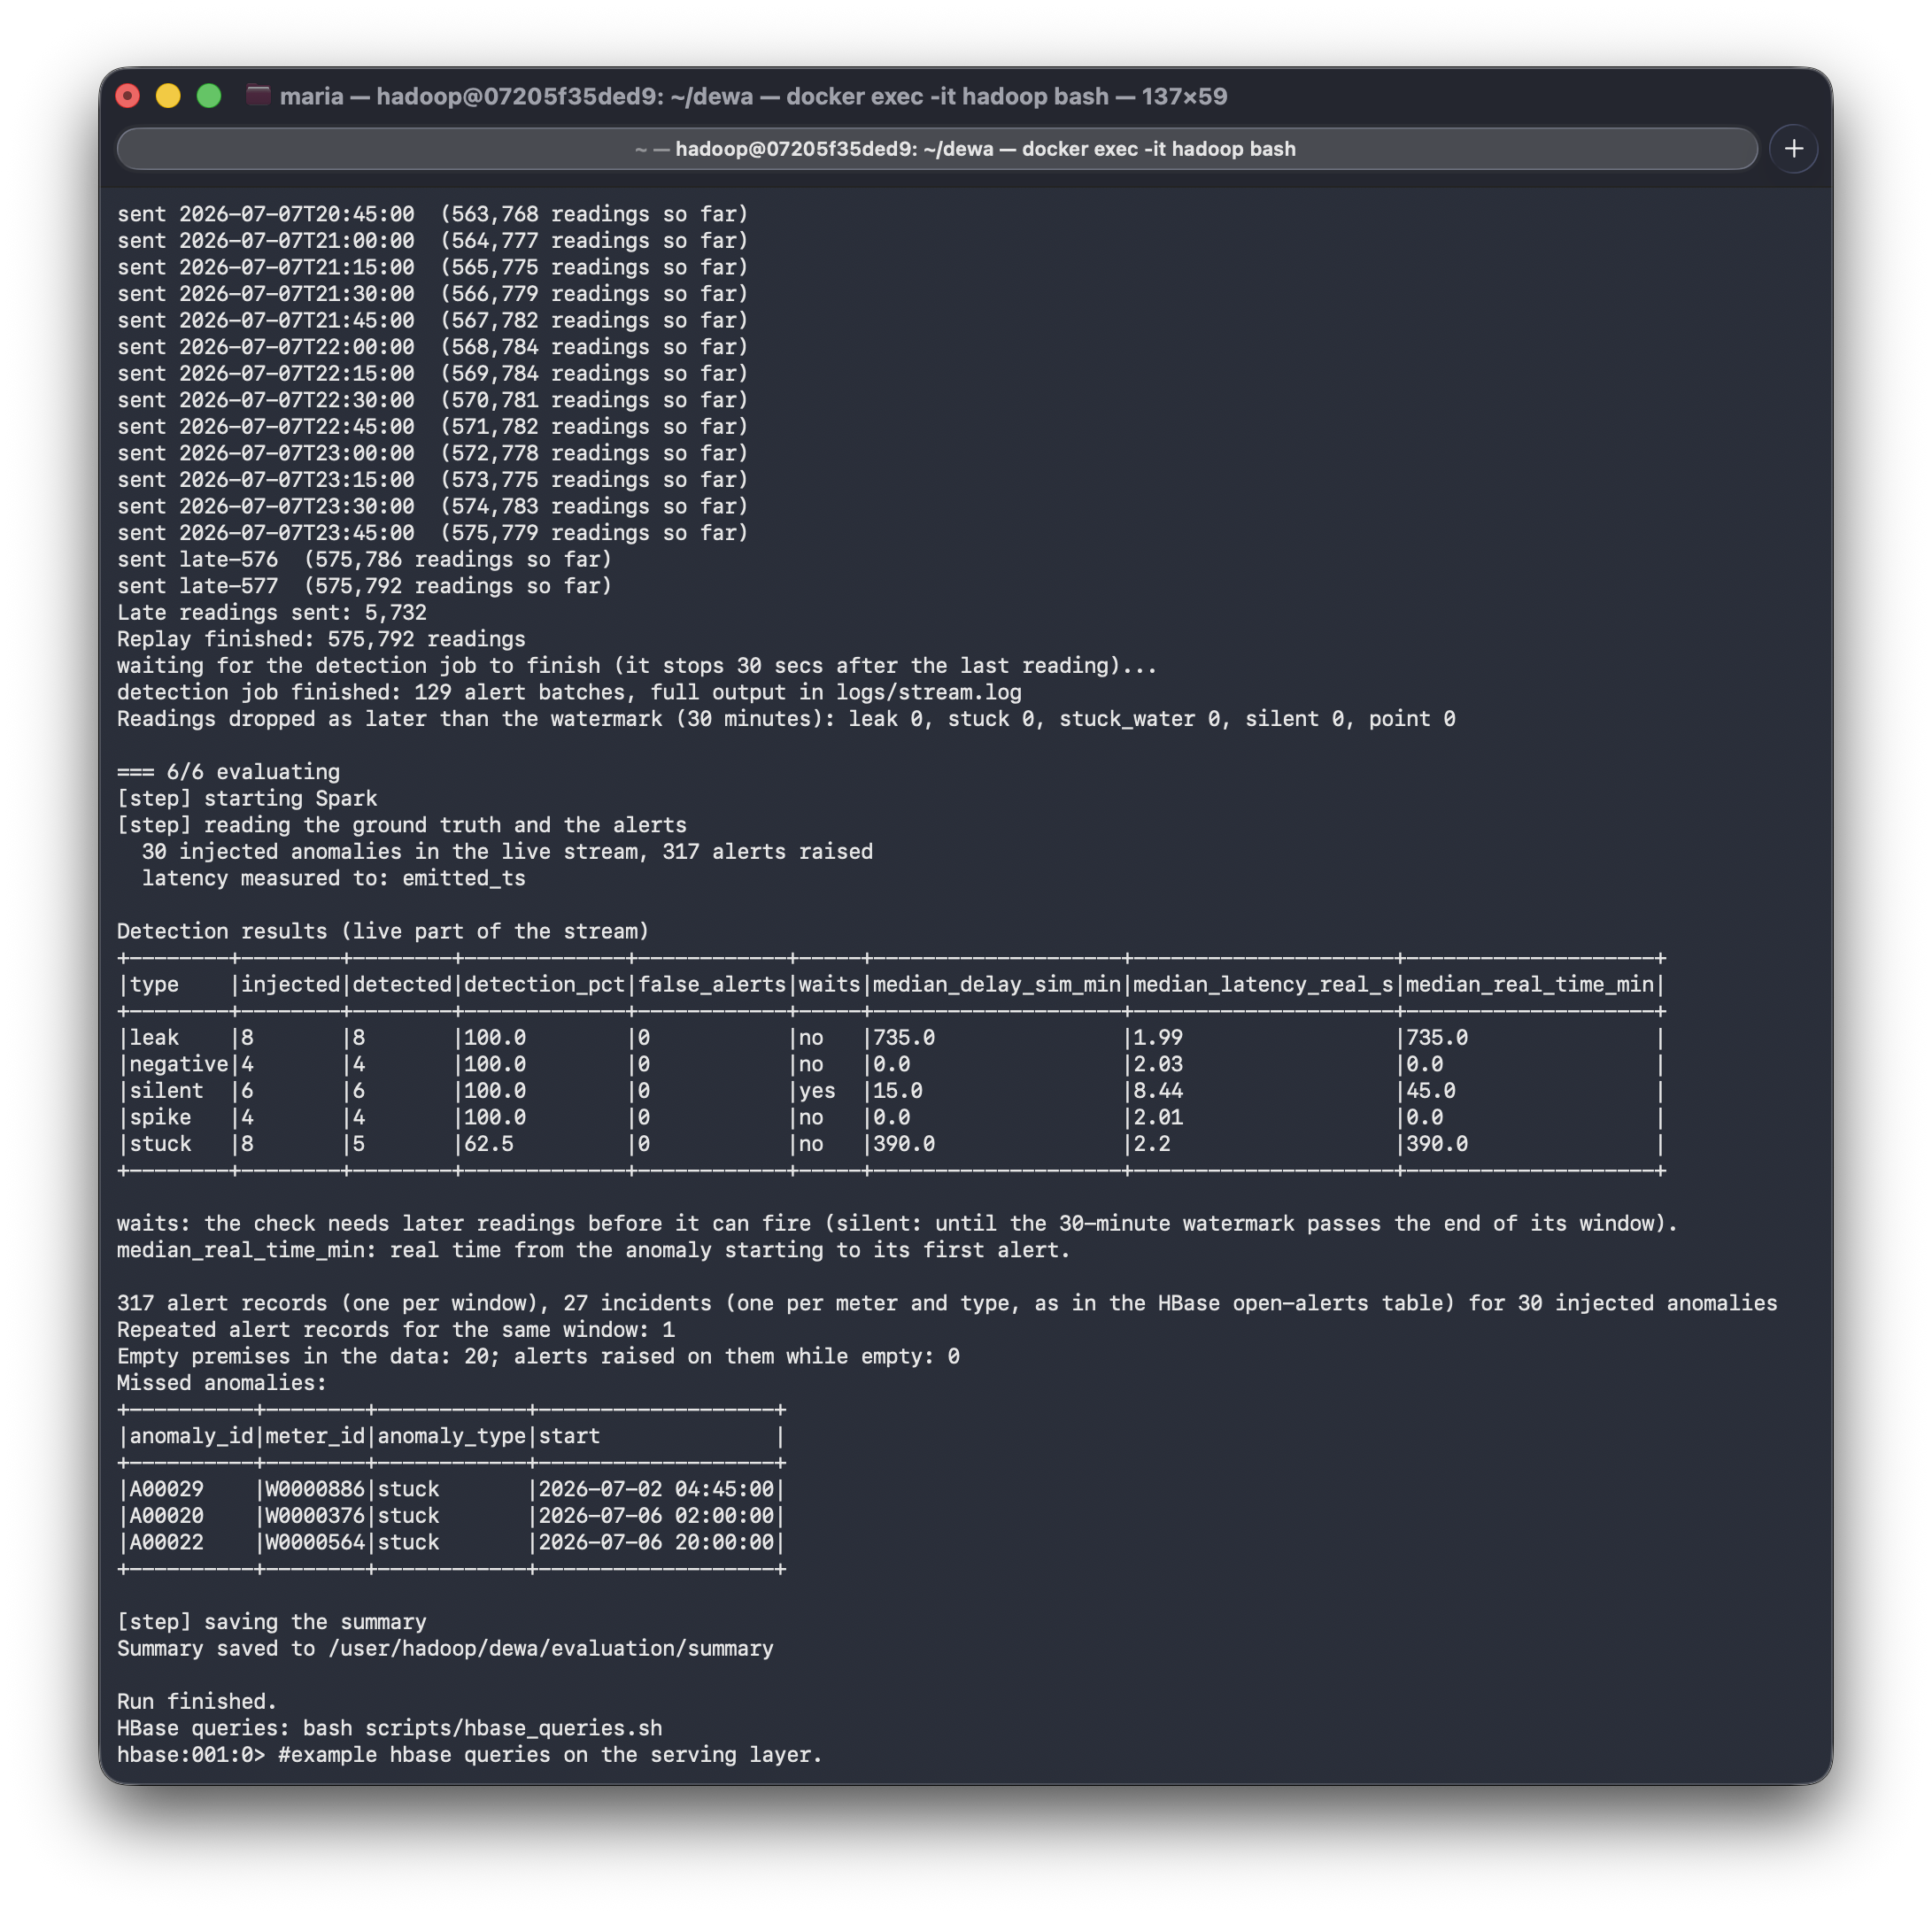 maria — hadoop@07205f35ded9: ~/dewa — docker exec -it hadoop bash — 137×59
~ — hadoop@07205f35ded9: ~/dewa — docker exec -it hadoop bash
+
sent 2026-07-07T20:45:00  (563,768 readings so far)
sent 2026-07-07T21:00:00  (564,777 readings so far)
sent 2026-07-07T21:15:00  (565,775 readings so far)
sent 2026-07-07T21:30:00  (566,779 readings so far)
sent 2026-07-07T21:45:00  (567,782 readings so far)
sent 2026-07-07T22:00:00  (568,784 readings so far)
sent 2026-07-07T22:15:00  (569,784 readings so far)
sent 2026-07-07T22:30:00  (570,781 readings so far)
sent 2026-07-07T22:45:00  (571,782 readings so far)
sent 2026-07-07T23:00:00  (572,778 readings so far)
sent 2026-07-07T23:15:00  (573,775 readings so far)
sent 2026-07-07T23:30:00  (574,783 readings so far)
sent 2026-07-07T23:45:00  (575,779 readings so far)
sent late-576  (575,786 readings so far)
sent late-577  (575,792 readings so far)
Late readings sent: 5,732
Replay finished: 575,792 readings
waiting for the detection job to finish (it stops 30 secs after the last reading)...
detection job finished: 129 alert batches, full output in logs/stream.log
Readings dropped as later than the watermark (30 minutes): leak 0, stuck 0, stuck_water 0, silent 0, point 0
=== 6/6 evaluating
[step] starting Spark
[step] reading the ground truth and the alerts
  30 injected anomalies in the live stream, 317 alerts raised
  latency measured to: emitted_ts
Detection results (live part of the stream)
+--------+--------+--------+-------------+------------+-----+--------------------+---------------------+--------------------+
|type    |injected|detected|detection_pct|false_alerts|waits|median_delay_sim_min|median_latency_real_s|median_real_time_min|
+--------+--------+--------+-------------+------------+-----+--------------------+---------------------+--------------------+
|leak    |8       |8       |100.0        |0           |no   |735.0               |1.99                 |735.0               |
|negative|4       |4       |100.0        |0           |no   |0.0                 |2.03                 |0.0                 |
|silent  |6       |6       |100.0        |0           |yes  |15.0                |8.44                 |45.0                |
|spike   |4       |4       |100.0        |0           |no   |0.0                 |2.01                 |0.0                 |
|stuck   |8       |5       |62.5         |0           |no   |390.0               |2.2                  |390.0               |
+--------+--------+--------+-------------+------------+-----+--------------------+---------------------+--------------------+
waits: the check needs later readings before it can fire (silent: until the 30-minute watermark passes the end of its window).
median_real_time_min: real time from the anomaly starting to its first alert.
317 alert records (one per window), 27 incidents (one per meter and type, as in the HBase open-alerts table) for 30 injected anomalies
Repeated alert records for the same window: 1
Empty premises in the data: 20; alerts raised on them while empty: 0
Missed anomalies:
+----------+--------+------------+-------------------+
|anomaly_id|meter_id|anomaly_type|start              |
+----------+--------+------------+-------------------+
|A00029    |W0000886|stuck       |2026-07-02 04:45:00|
|A00020    |W0000376|stuck       |2026-07-06 02:00:00|
|A00022    |W0000564|stuck       |2026-07-06 20:00:00|
+----------+--------+------------+-------------------+
[step] saving the summary
Summary saved to /user/hadoop/dewa/evaluation/summary
Run finished.
HBase queries: bash scripts/hbase_queries.sh
hbase:001:0> #example hbase queries on the serving layer.